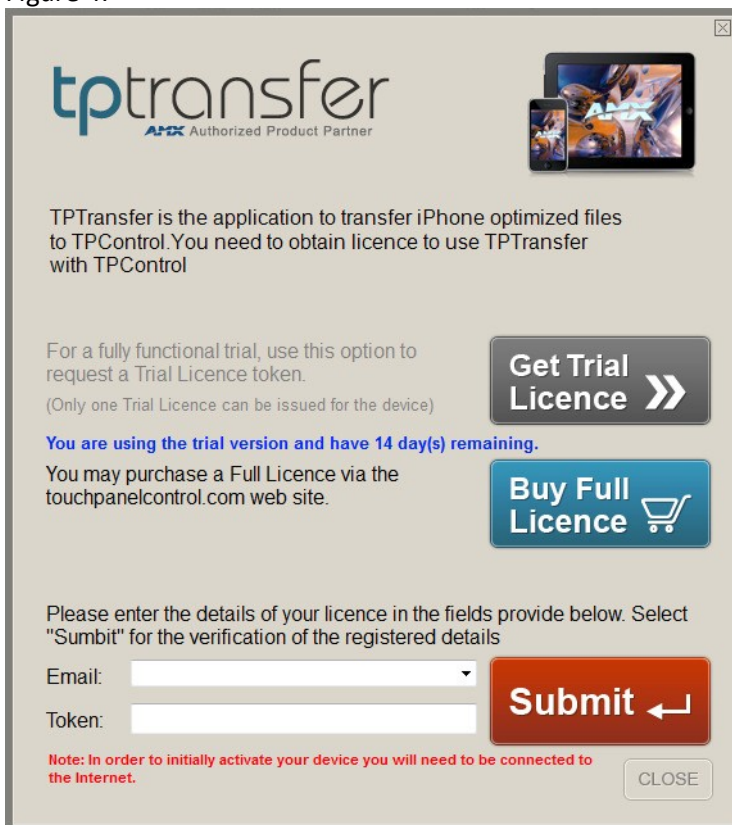 tptransfer
AMX Authorized Product Partner
AMX
AMX
TPTransfer is the application to transfer iPhone optimized files
to TPControl.You need to obtain licence to use TPTransfer
with TPControl
For a fully functional trial, use this option to
request a Trial Licence token.
(Only one Trial Licence can be issued for the device)
Get Trial
Licence
You are using the trial version and have 14 day(s) remaining.
You may purchase a Full Licence via the
touchpanelcontrol.com web site.
Buy Full
Licence
Please enter the details of your licence in the fields provide below. Select
"Sumbit" for the verification of the registered details
Email:
Token:
Submit
Note: In order to initially activate your device you will need to be connected to
the Internet.
CLOSE